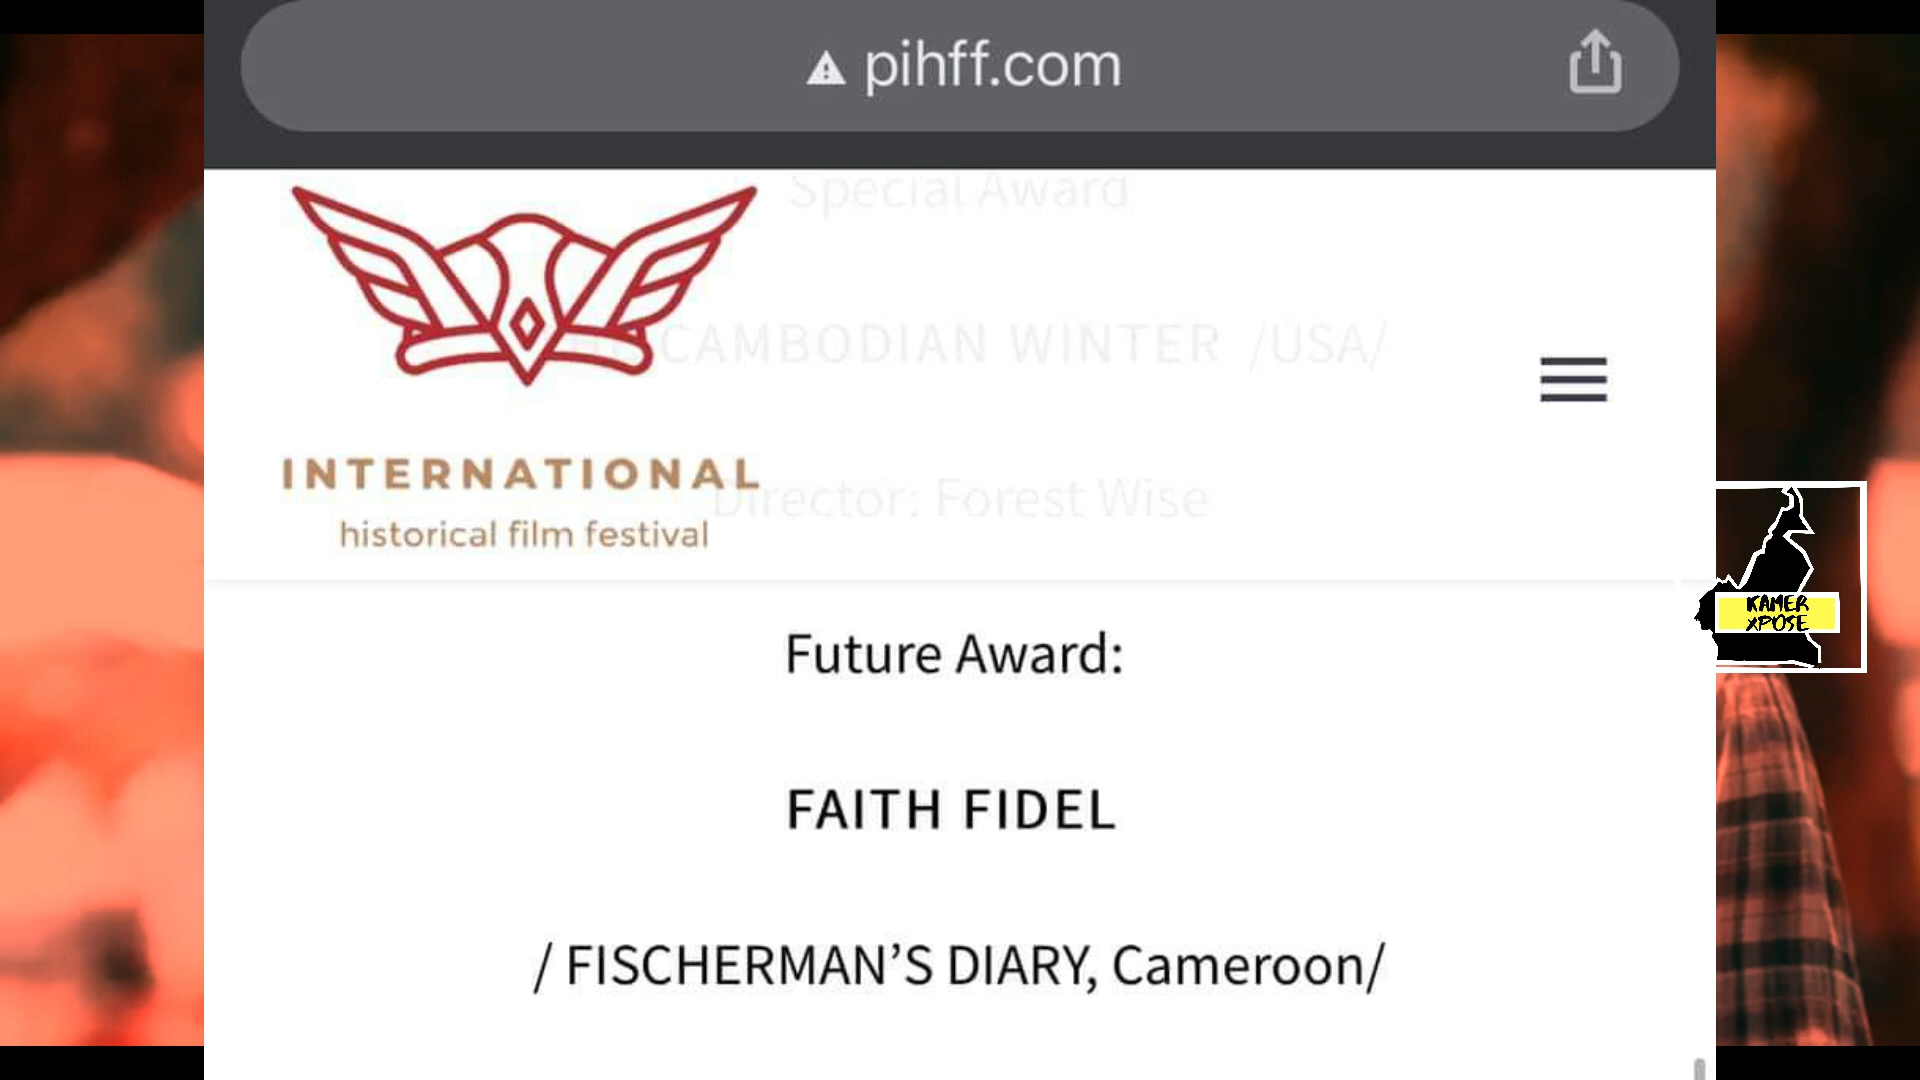 pihff.com
Special Award
CAMBODIAN WINTER /USA/
INTERNATIONAL
Director: Forest Wise
historical film festival
KAMER
XPOSE
Future Award:
FAITH FIDEL
/ FISCHERMAN’S DIARY, Cameroon/